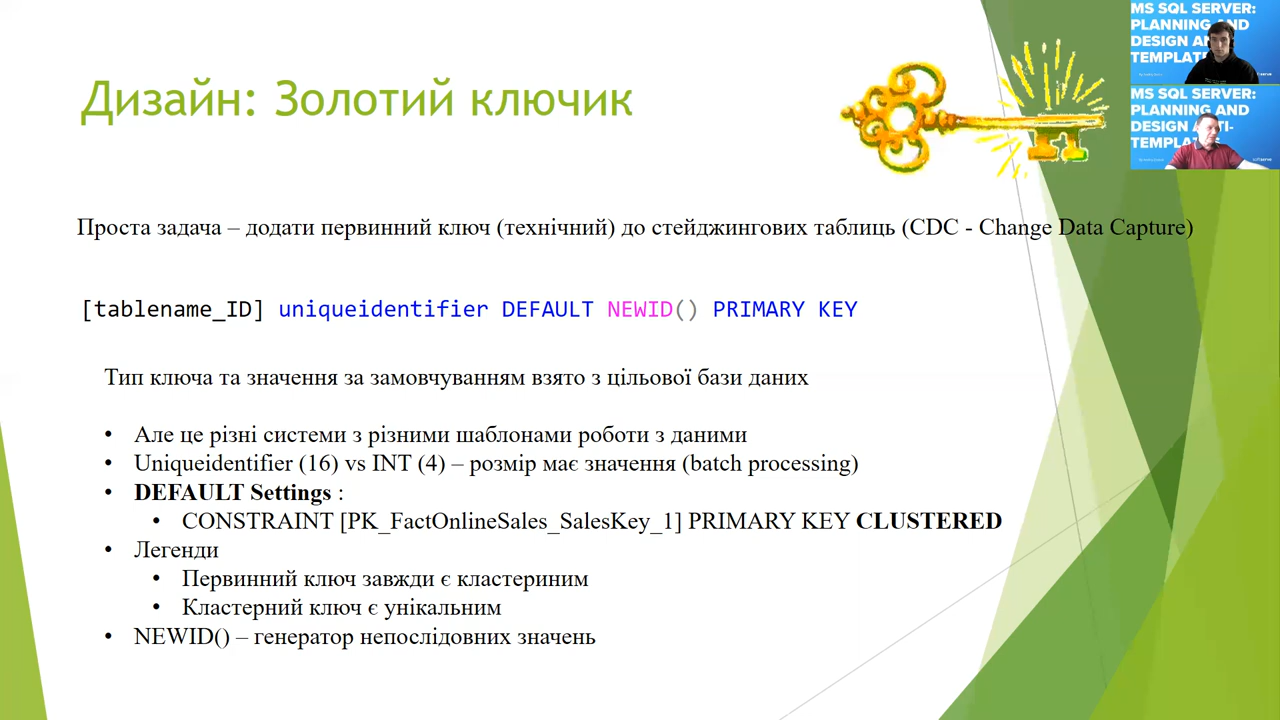 Дизайн: Золотий ключик
MS SQL SERVER:
PLANNING AND
DESIGN
TEMPLAT
MS SQL SERVER:
PLANNING AND
DESIGN ANTI-
TEMPLATES
Проста задача – додати первинний ключ (технічний) до стейджингових таблиць (CDC - Change Data Capture)
[tablename_ID] uniqueidentifier DEFAULT NEWID() PRIMARY KEY
Тип ключа та значення за замовчуванням взято з цільової бази даних
• Але це різні системи з різними шаблонами роботи з даними
• Uniqueidentifier (16) vs INT (4) – розмір має значення (batch processing)
• DEFAULT Settings :
• CONSTRAINT [PK_FactOnlineSales_SalesKey_1] PRIMARY KEY CLUSTERED
• Легенди
• Первинний ключ завжди є кластериним
• Кластерний ключ є унікальним
• NEWID() – генератор непослідовних значень